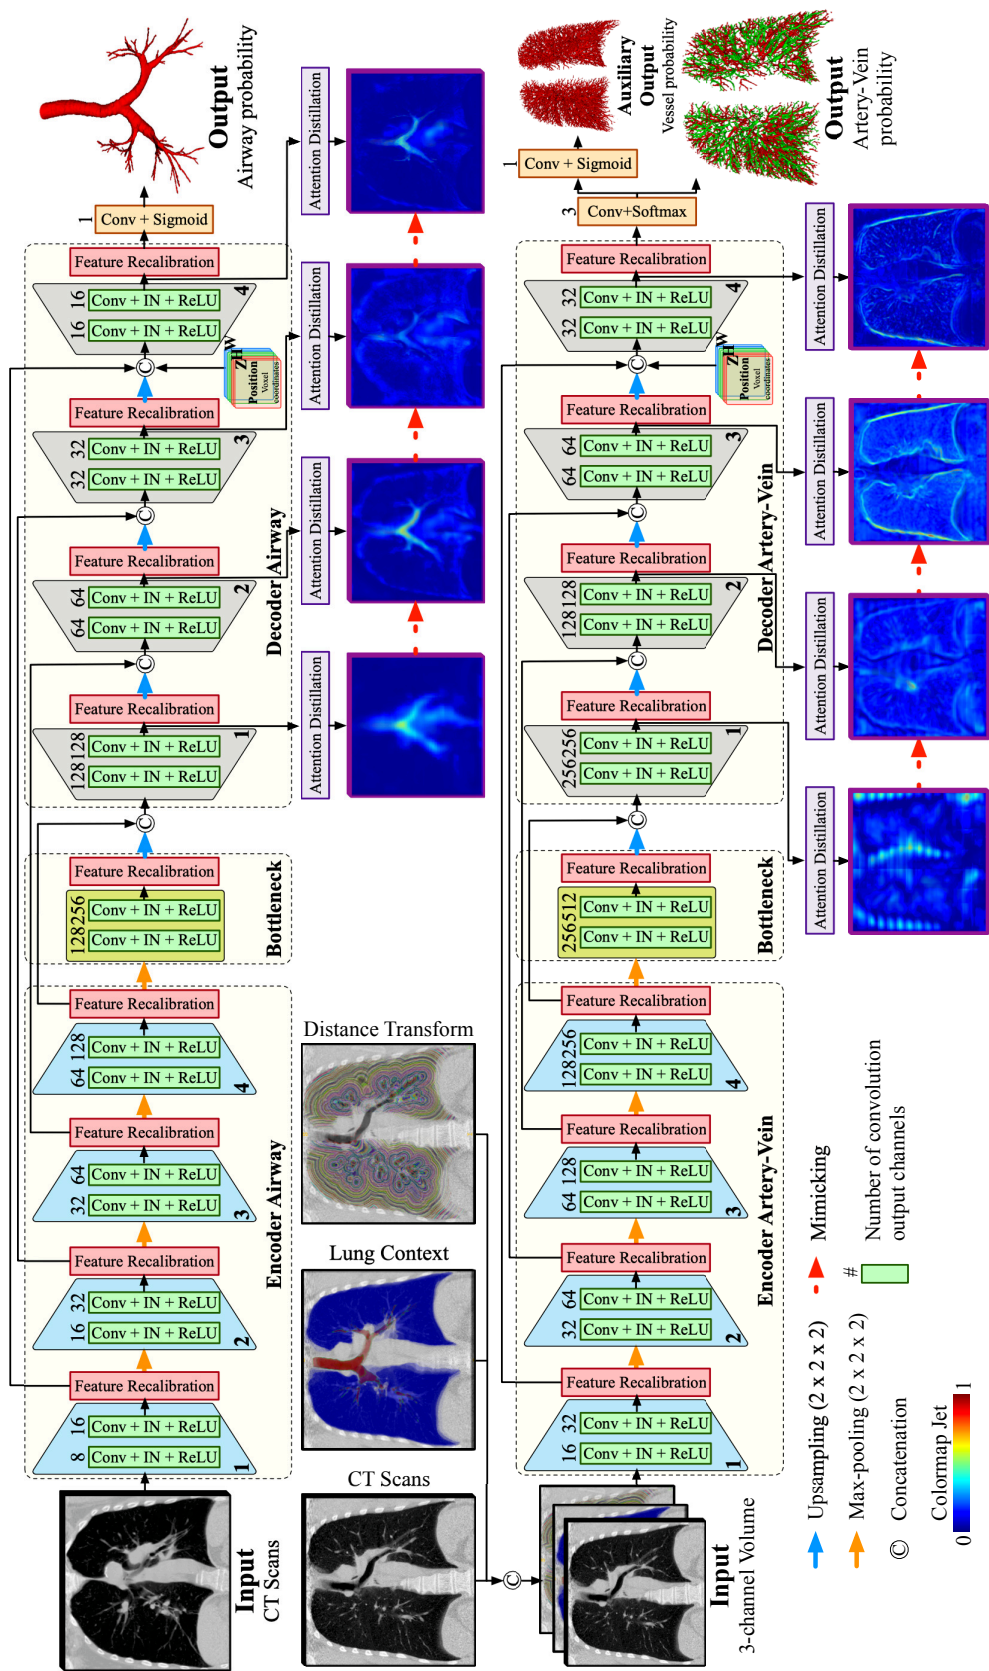 Input
CT Scans
8
16
Conv + IN + ReLU
Conv + IN + ReLU
1
Feature Recalibration
16
32
Conv + IN + ReLU
Conv + IN + ReLU
2
Feature Recalibration
32
64
Conv + IN + ReLU
Conv + IN + ReLU
3
Feature Recalibration
64
128
Conv + IN + ReLU
Conv + IN + ReLU
4
Feature Recalibration
Encoder Airway
128
256
Conv + IN + ReLU
Conv + IN + ReLU
Feature Recalibration
Bottleneck
C
128
128
Conv + IN + ReLU
Conv + IN + ReLU
1
Feature Recalibration
C
64
64
Conv + IN + ReLU
Conv + IN + ReLU
2
Feature Recalibration
C
32
32
Conv + IN + ReLU
Conv + IN + ReLU
3
Feature Recalibration
Decoder Airway
C
Position
Voxel
coordinates
Z
H
W
16
16
Conv + IN + ReLU
Conv + IN + ReLU
4
Feature Recalibration
1
Conv + Sigmoid
Output
Airway probability
Attention Distillation
Attention Distillation
Attention Distillation
Attention Distillation
CT Scans
Lung Context
Distance Transform
C
Input
3-channel Volume
16
32
Conv + IN + ReLU
Conv + IN + ReLU
1
Feature Recalibration
32
64
Conv + IN + ReLU
Conv + IN + ReLU
2
Feature Recalibration
64
128
Conv + IN + ReLU
Conv + IN + ReLU
3
Feature Recalibration
128
256
Conv + IN + ReLU
Conv + IN + ReLU
4
Feature Recalibration
Encoder Artery-Vein
256
512
Conv + IN + ReLU
Conv + IN + ReLU
Feature Recalibration
Bottleneck
C
256
256
Conv + IN + ReLU
Conv + IN + ReLU
1
Feature Recalibration
C
128
128
Conv + IN + ReLU
Conv + IN + ReLU
2
Feature Recalibration
C
64
64
Conv + IN + ReLU
Conv + IN + ReLU
3
Feature Recalibration
Decoder Artery-Vein
C
Position
Voxel
coordinates
Z
H
W
32
32
Conv + IN + ReLU
Conv + IN + ReLU
4
Feature Recalibration
3
Conv+Softmax
1
Conv + Sigmoid
Auxiliary
Output
Vessel probability
Output
Artery-Vein
probability
Attention Distillation
Attention Distillation
Attention Distillation
Attention Distillation
Upsampling (2 x 2 x 2)
Max-pooling (2 x 2 x 2)
C
Concatenation
Colormap Jet
0
1
Mimicking
#
Number of convolution
output channels